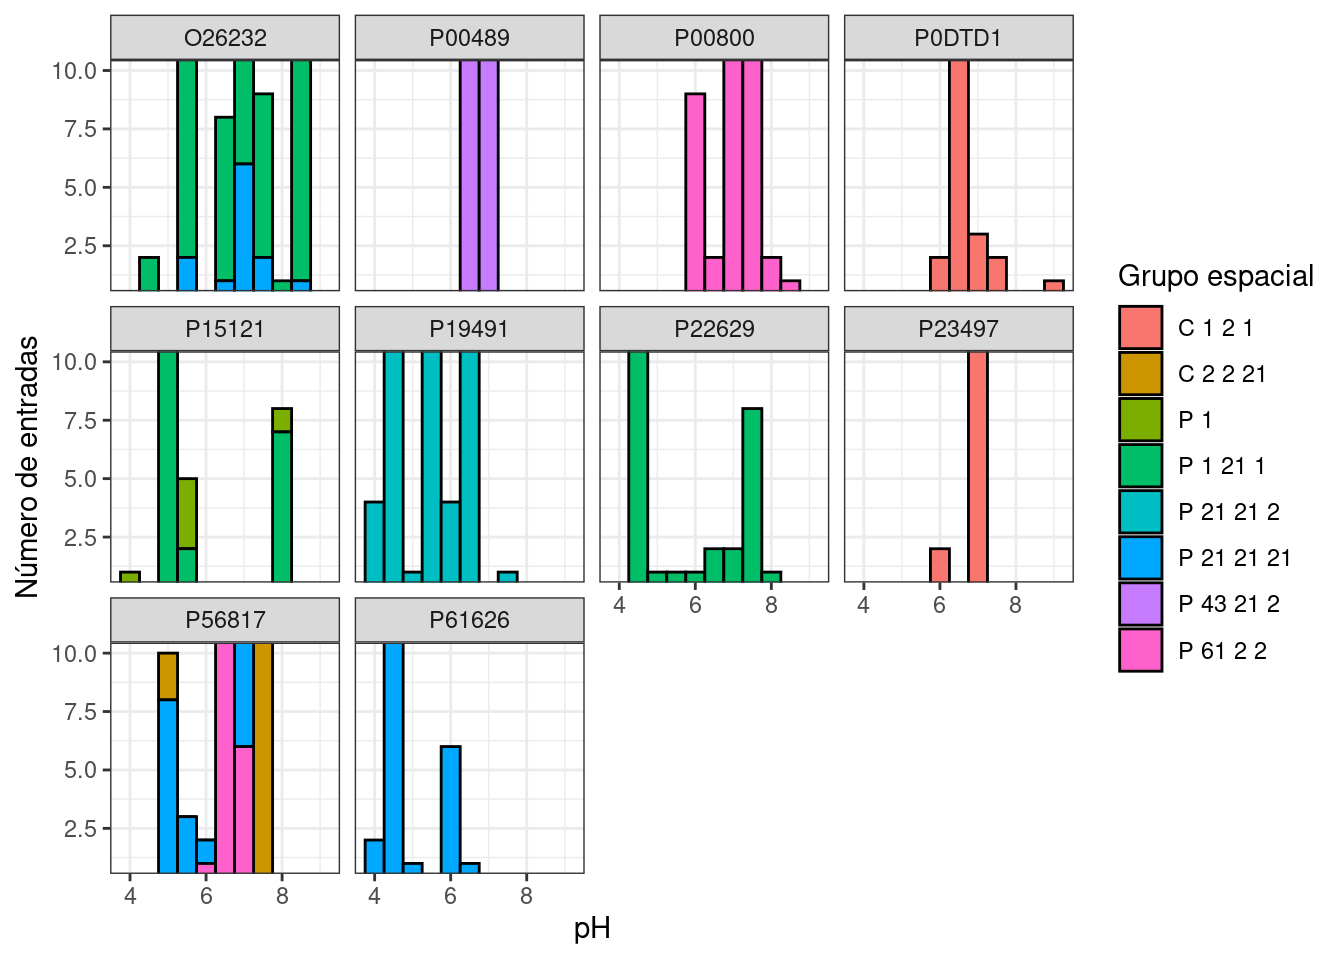 O26232 P00489 P00800 P0DTD1
10.0
7.5
5.0
2.5
P15121 P19491 P22629 P23497
10.0
7.5
5.0
2.5
4 6 8 4 6 8
P56817 P61626
10.0
7.5
5.0
2.5
4 6 8 4 6 8
pH
Número de entradas
Grupo espacial
C 1 2 1
C 2 2 21
P 1
P 1 21 1
P 21 21 2
P 21 21 21
P 43 21 2
P 61 2 2